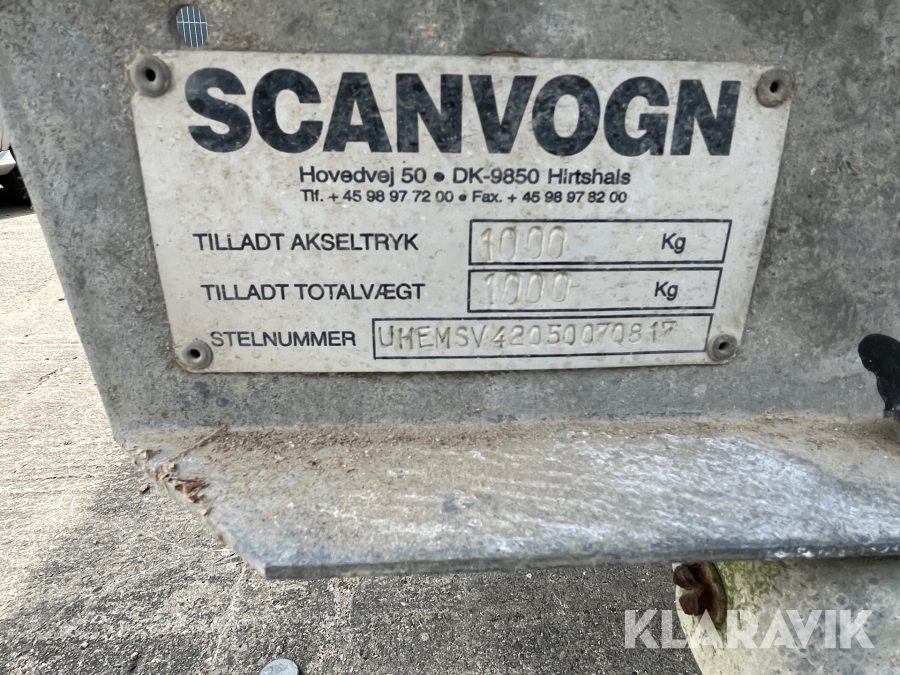 SCANVOGN
Hovedvej 50 • DK-9850 Hirtshals
Tlf. + 45 98 97 72 00 • Fax. + 45 98 97 82 00
TILLADT AKSELTRYK 1000 Kg
TILLADT TOTALVÆGT 1000 Kg
STELNUMMER UHEMSV42050070817
KLARAVIK